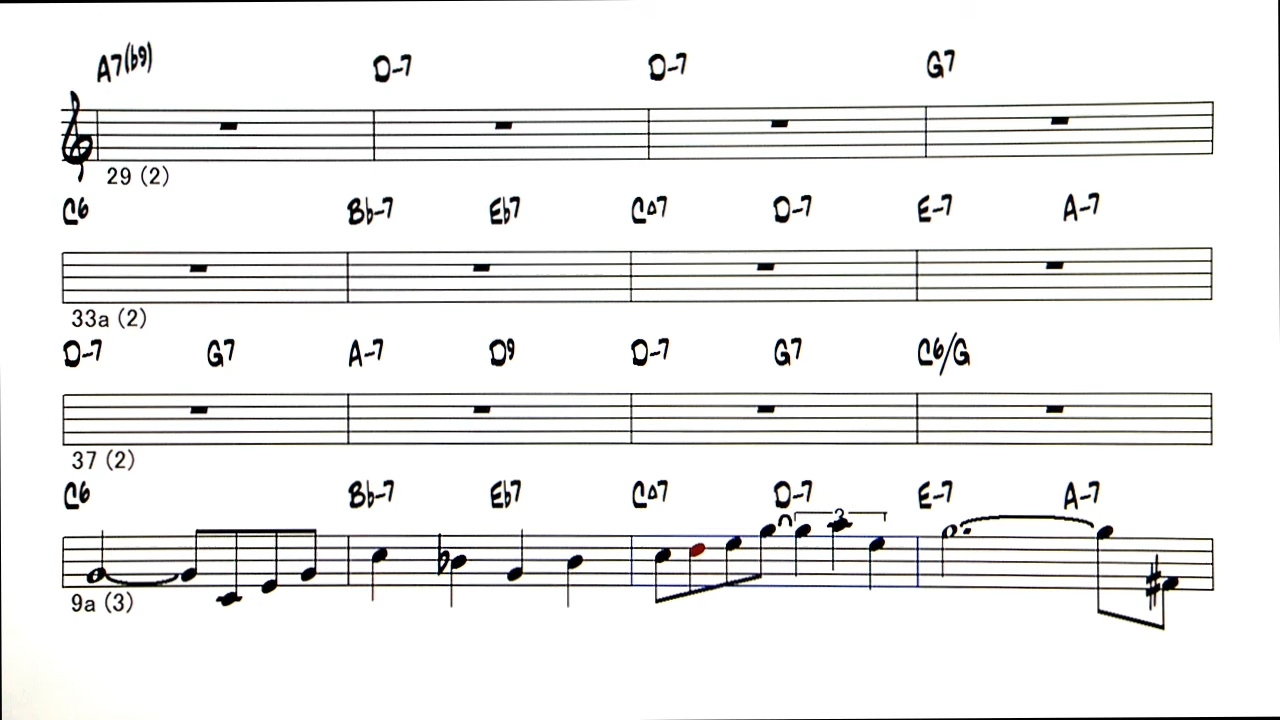 A7(b9) D-7 D-7 G7
29 (2)
C6 Bb-7 Eb7 C△7 D-7 E-7 A-7
33a (2)
D-7 G7 A-7 D9 D-7 G7 C6/G
37 (2)
C6 Bb-7 Eb7 C△7 D-7 E-7 A-7
3
9a (3)